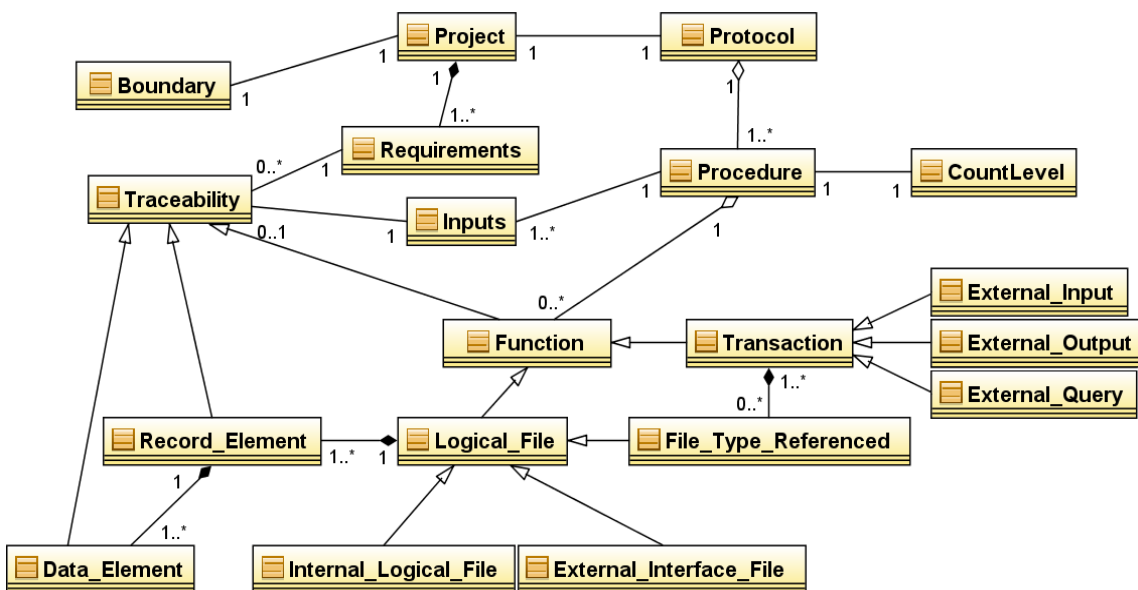 Project
Protocol
1
1
1
1
Boundary
1
1
1
1..*
1..*
Requirements
0..*
1
Procedure
CountLevel
Traceability
1
1
1
Inputs
0..1
1
1..*
1
0..*
External_Input
Function
Transaction
External_Output
1..*
0..*
External_Query
Record_Element
Logical_File
File_Type_Referenced
1..*
1
1
1..*
Data_Element
Internal_Logical_File
External_Interface_File